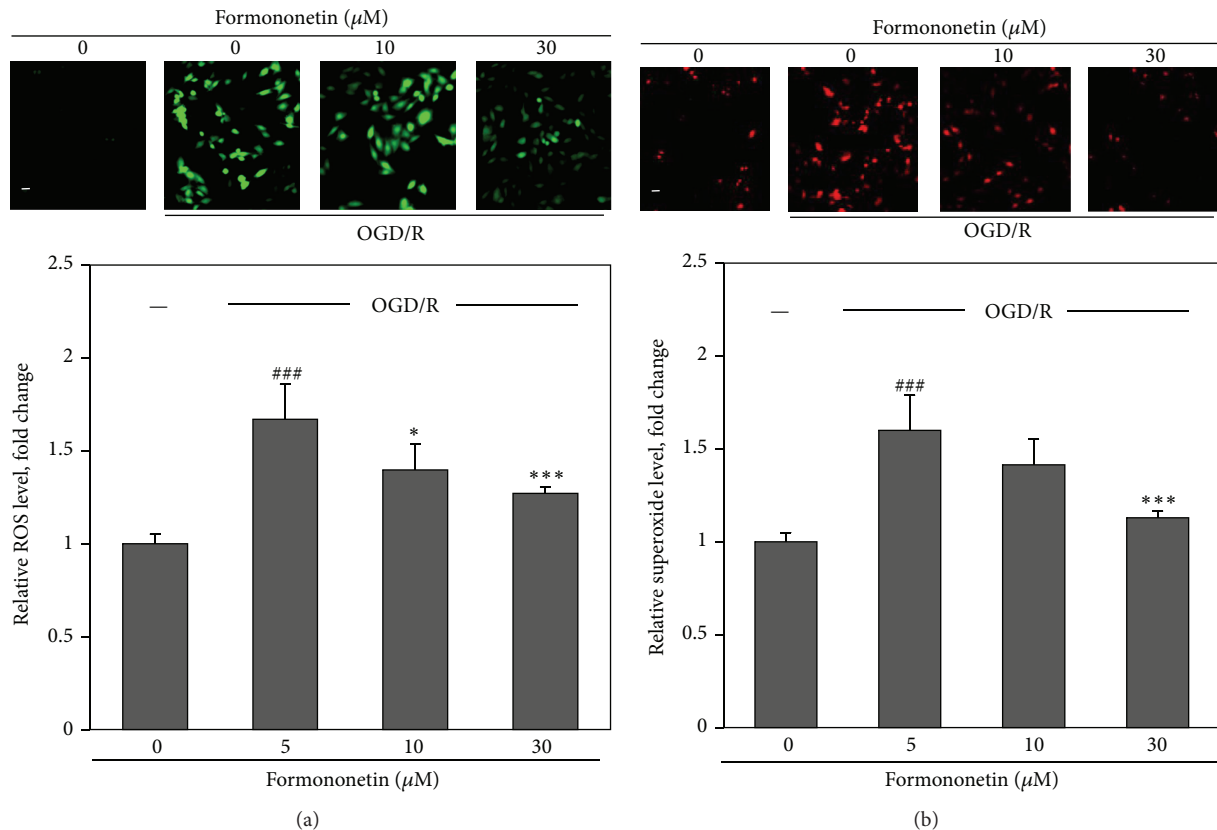 Formononetin (μM)
0 0 10 30
OGD/R
2.5
2
1.5
1
0.5
0
Relative ROS level, fold change
— OGD/R
###
*
***
0 5 10 30
Formononetin (μM)
(a)
Formononetin (μM)
0 0 10 30
OGD/R
2.5
2
1.5
1
0.5
0
Relative superoxide level, fold change
— OGD/R
###
***
0 5 10 30
Formononetin (μM)
(b)